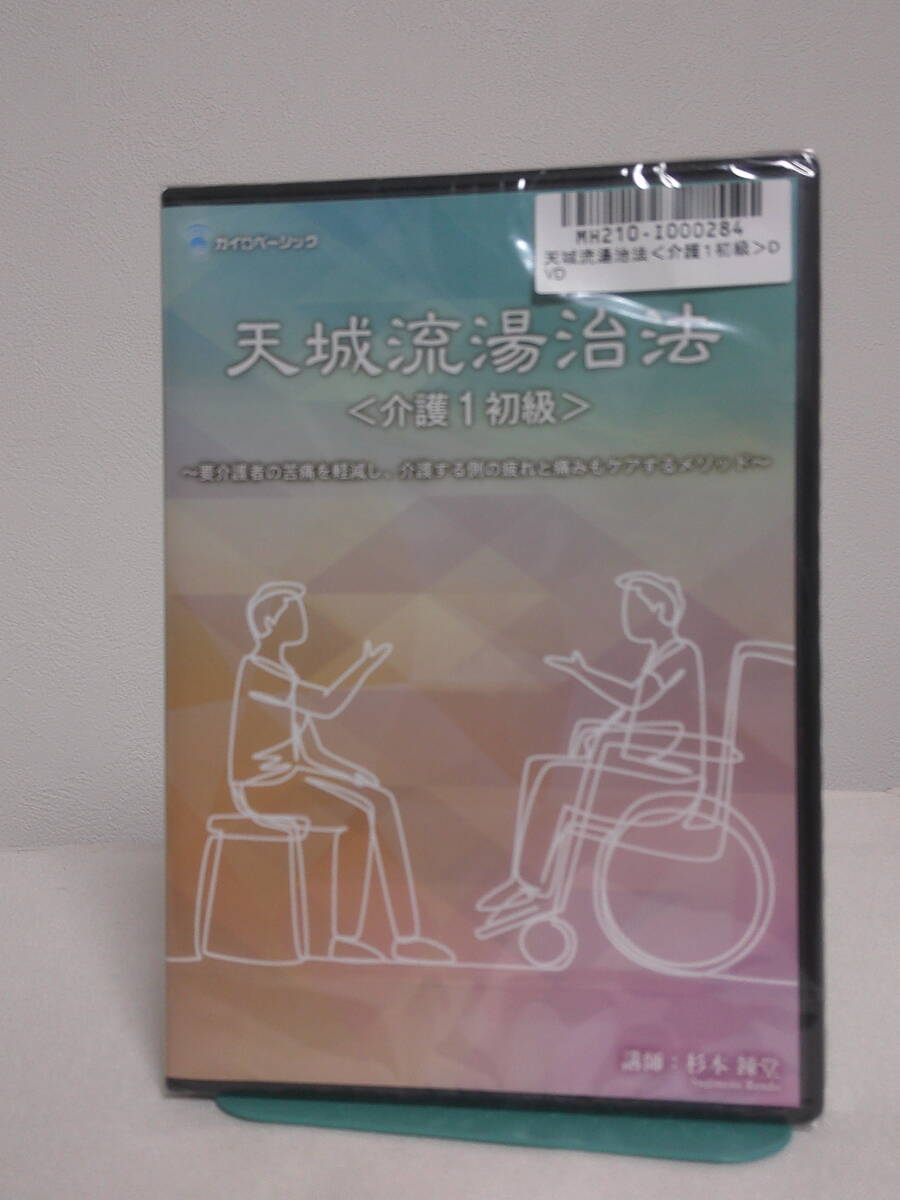 カイロベーシック
MH210-I000284
天城流湯治法<介護1初級>D
VD
天城流湯治法
<介護1初級>
~要介護者の苦痛を軽減し、介護する側の疲れと痛みもケアするメソッド~
講師:杉本 錬堂
Sugimoto Rendo